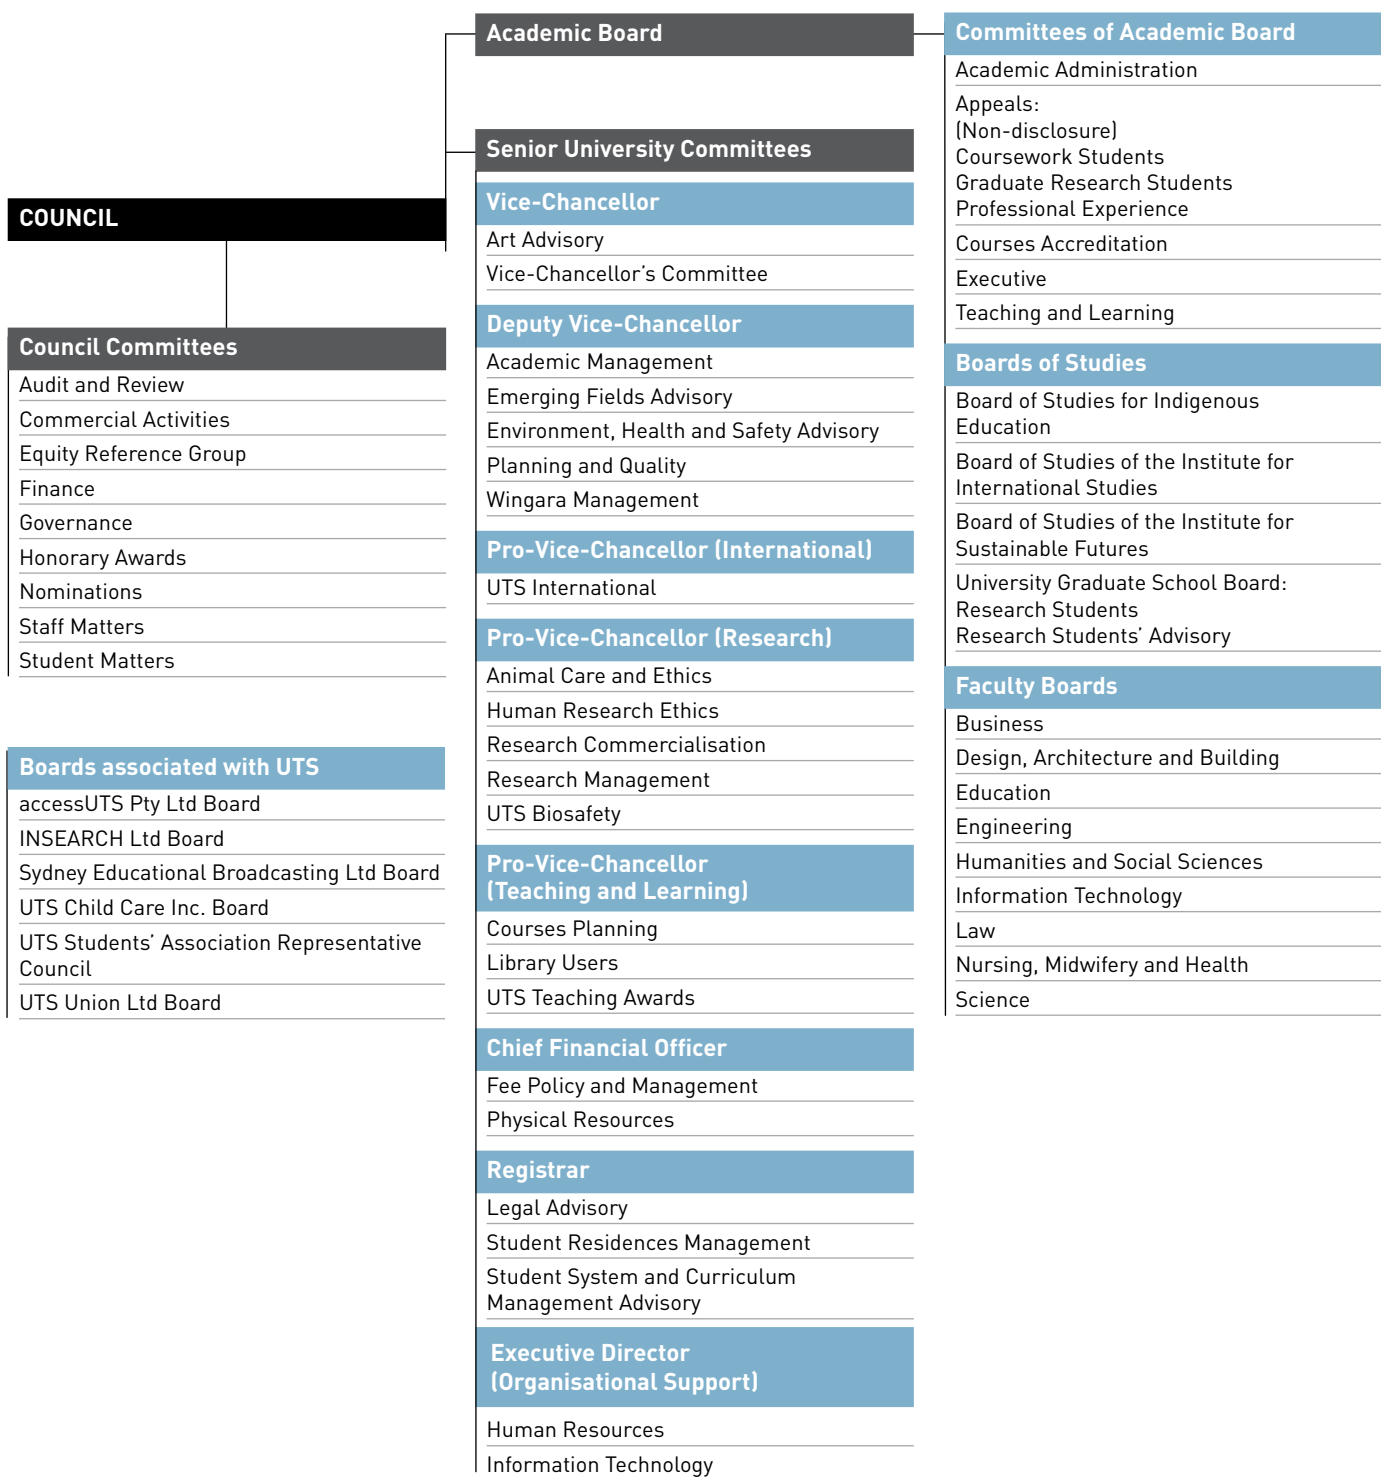 COUNCIL
Council Committees
Audit and Review
Commercial Activities
Equity Reference Group
Finance
Governance
Honorary Awards
Nominations
Staff Matters
Student Matters
Boards associated with UTS
accessUTS Pty Ltd Board
INSEARCH Ltd Board
Sydney Educational Broadcasting Ltd Board
UTS Child Care Inc. Board
UTS Students’ Association Representative
Council
UTS Union Ltd Board
Academic Board
Senior University Committees
Vice-Chancellor
Art Advisory
Vice-Chancellor’s Committee
Deputy Vice-Chancellor
Academic Management
Emerging Fields Advisory
Environment, Health and Safety Advisory
Planning and Quality
Wingara Management
Pro-Vice-Chancellor (International)
UTS International
Pro-Vice-Chancellor (Research)
Animal Care and Ethics
Human Research Ethics
Research Commercialisation
Research Management
UTS Biosafety
Pro-Vice-Chancellor
(Teaching and Learning)
Courses Planning
Library Users
UTS Teaching Awards
Chief Financial Officer
Fee Policy and Management
Physical Resources
Registrar
Legal Advisory
Student Residences Management
Student System and Curriculum
Management Advisory
Executive Director
(Organisational Support)
Human Resources
Information Technology
Committees of Academic Board
Academic Administration
Appeals:
(Non-disclosure)
Coursework Students
Graduate Research Students
Professional Experience
Courses Accreditation
Executive
Teaching and Learning
Boards of Studies
Board of Studies for Indigenous
Education
Board of Studies of the Institute for
International Studies
Board of Studies of the Institute for
Sustainable Futures
University Graduate School Board:
Research Students
Research Students’ Advisory
Faculty Boards
Business
Design, Architecture and Building
Education
Engineering
Humanities and Social Sciences
Information Technology
Law
Nursing, Midwifery and Health
Science